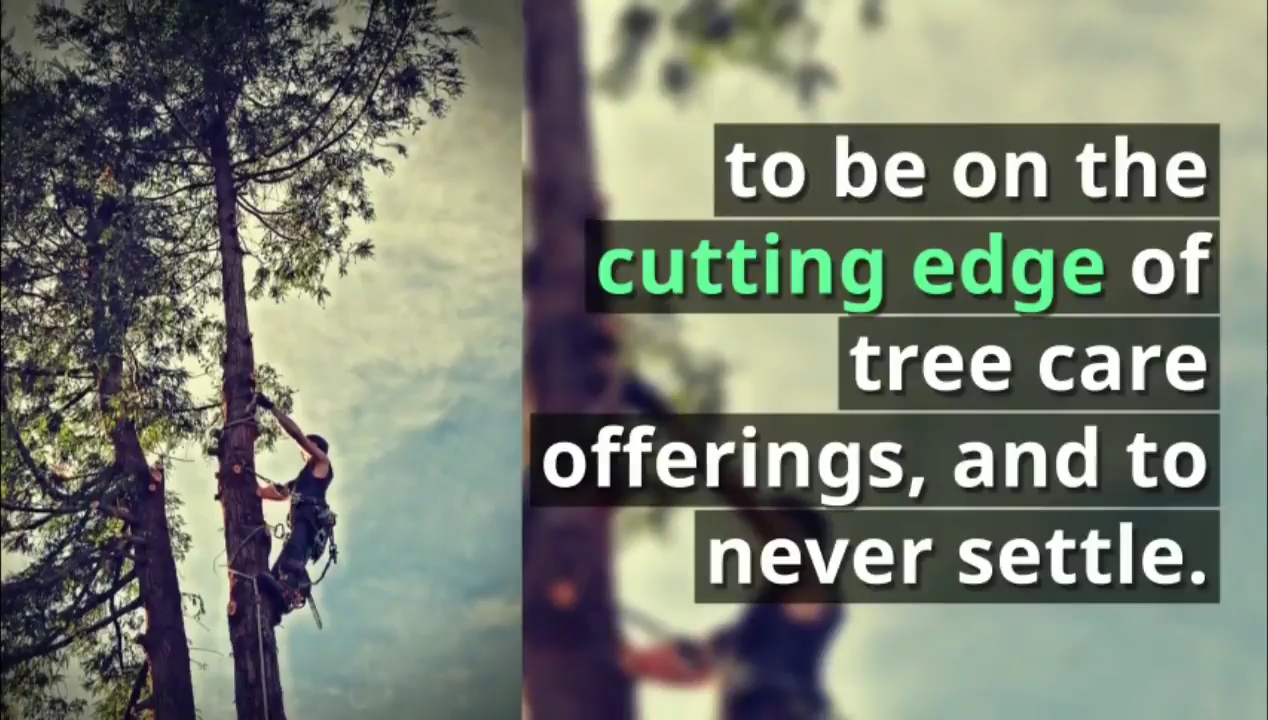 to be on the
cutting edge of
tree care
offerings, and to
never settle.